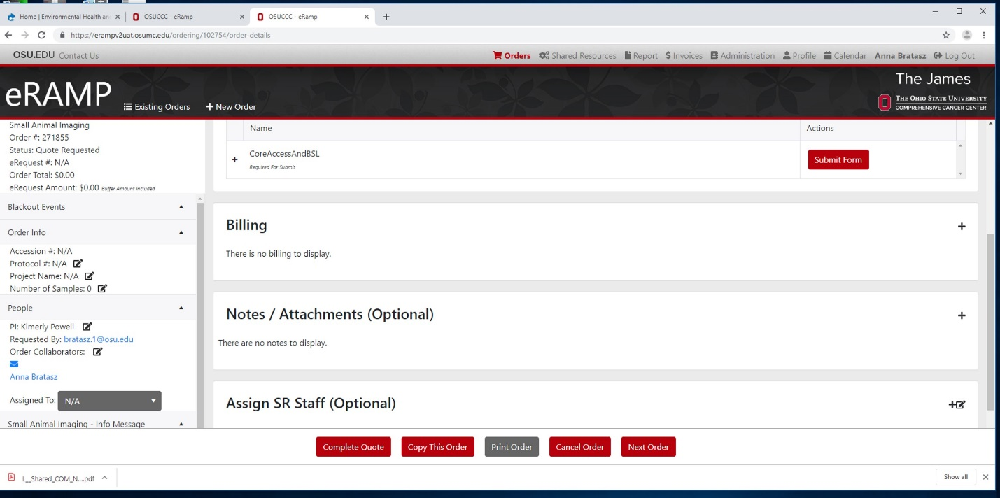 Home | Environmental Health an
OSUCCC - eRamp
OSUCCC - eRamp
https://erampv2uat.osumc.edu/ordering/102754/order-details
OSU.EDU Contact Us
Orders Shared Resources Report $ Invoices Administration Profile Calendar Anna Bratasz Log Out
eRAMP
Existing Orders + New Order
The James
THE OHIO STATE UNIVERSITY
COMPREHENSIVE CANCER CENTER
Small Animal Imaging
Order #: 271855
Status: Quote Requested
eRequest #: N/A
Order Total: $0.00
eRequest Amount: $0.00 Buffer Amount Included
Blackout Events
Order Info
Accession #: N/A
Protocol #: N/A
Project Name: N/A
Number of Samples: 0
People
PI: Kimerly Powell
Requested By: bratasz.1@osu.edu
Order Collaborators:
Anna Bratasz
Assigned To: N/A
Small Animal Imaging - Info Message
Name Actions
+ CoreAccessAndBSL
Required For Submit
Submit Form
Billing +
There is no billing to display.
Notes / Attachments (Optional) +
There are no notes to display.
Assign SR Staff (Optional) +
Complete Quote Copy This Order Print Order Cancel Order Next Order
L__Shared_COM_N....pdf
Show all